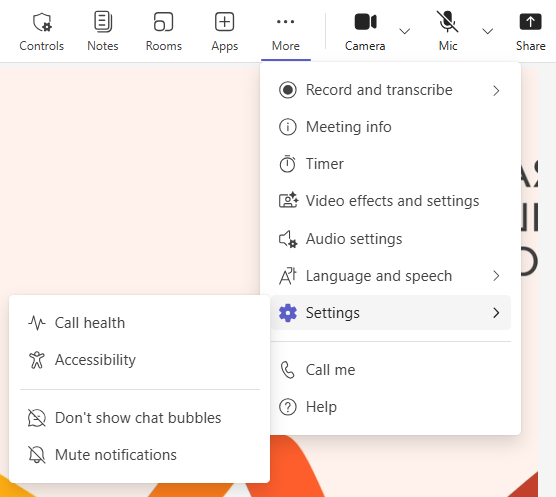 Controls
Notes
Rooms
Apps
More
Camera
Mic
Share
Record and transcribe
Meeting info
Timer
Video effects and settings
Audio settings
Language and speech
Settings
Call me
Help
Call health
Accessibility
Don't show chat bubbles
Mute notifications